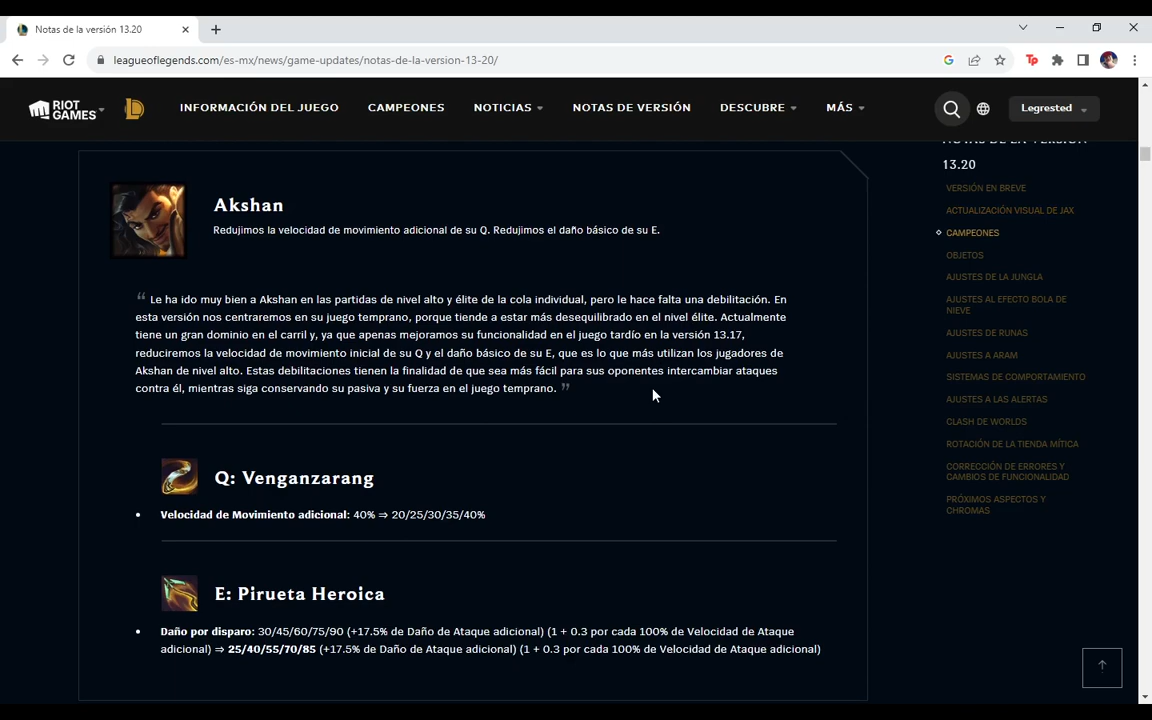 Notas de la versión 13.20
leagueoflegends.com/es-mx/news/game-updates/notas-de-la-version-13-20/
RIOT GAMES
INFORMACIÓN DEL JUEGO
CAMPEONES
NOTICIAS
NOTAS DE VERSIÓN
DESCUBRE
MÁS
Legrested
Akshan
Redujimos la velocidad de movimiento adicional de su Q. Redujimos el daño básico de su E.
“ Le ha ido muy bien a Akshan en las partidas de nivel alto y élite de la cola individual, pero le hace falta una debilitación. En
esta versión nos centraremos en su juego temprano, porque tiende a estar más desequilibrado en el nivel élite. Actualmente
tiene un gran dominio en el carril y, ya que apenas mejoramos su funcionalidad en el juego tardío en la versión 13.17,
reduciremos la velocidad de movimiento inicial de su Q y el daño básico de su E, que es lo que más utilizan los jugadores de
Akshan de nivel alto. Estas debilitaciones tienen la finalidad de que sea más fácil para sus oponentes intercambiar ataques
contra él, mientras siga conservando su pasiva y su fuerza en el juego temprano. ”
Q: Venganzarang
• Velocidad de Movimiento adicional: 40% ⇒ 20/25/30/35/40%
E: Pirueta Heroica
• Daño por disparo: 30/45/60/75/90 (+17.5% de Daño de Ataque adicional) (1 + 0.3 por cada 100% de Velocidad de Ataque
adicional) ⇒ 25/40/55/70/85 (+17.5% de Daño de Ataque adicional) (1 + 0.3 por cada 100% de Velocidad de Ataque adicional)
NOTAS DE LA VERSIÓN
13.20
VERSIÓN EN BREVE
ACTUALIZACIÓN VISUAL DE JAX
CAMPEONES
OBJETOS
AJUSTES DE LA JUNGLA
AJUSTES AL EFECTO BOLA DE
NIEVE
AJUSTES DE RUNAS
AJUSTES A ARAM
SISTEMAS DE COMPORTAMIENTO
AJUSTES A LAS ALERTAS
CLASH DE WORLDS
ROTACIÓN DE LA TIENDA MÍTICA
CORRECCIÓN DE ERRORES Y
CAMBIOS DE FUNCIONALIDAD
PRÓXIMOS ASPECTOS Y
CHROMAS